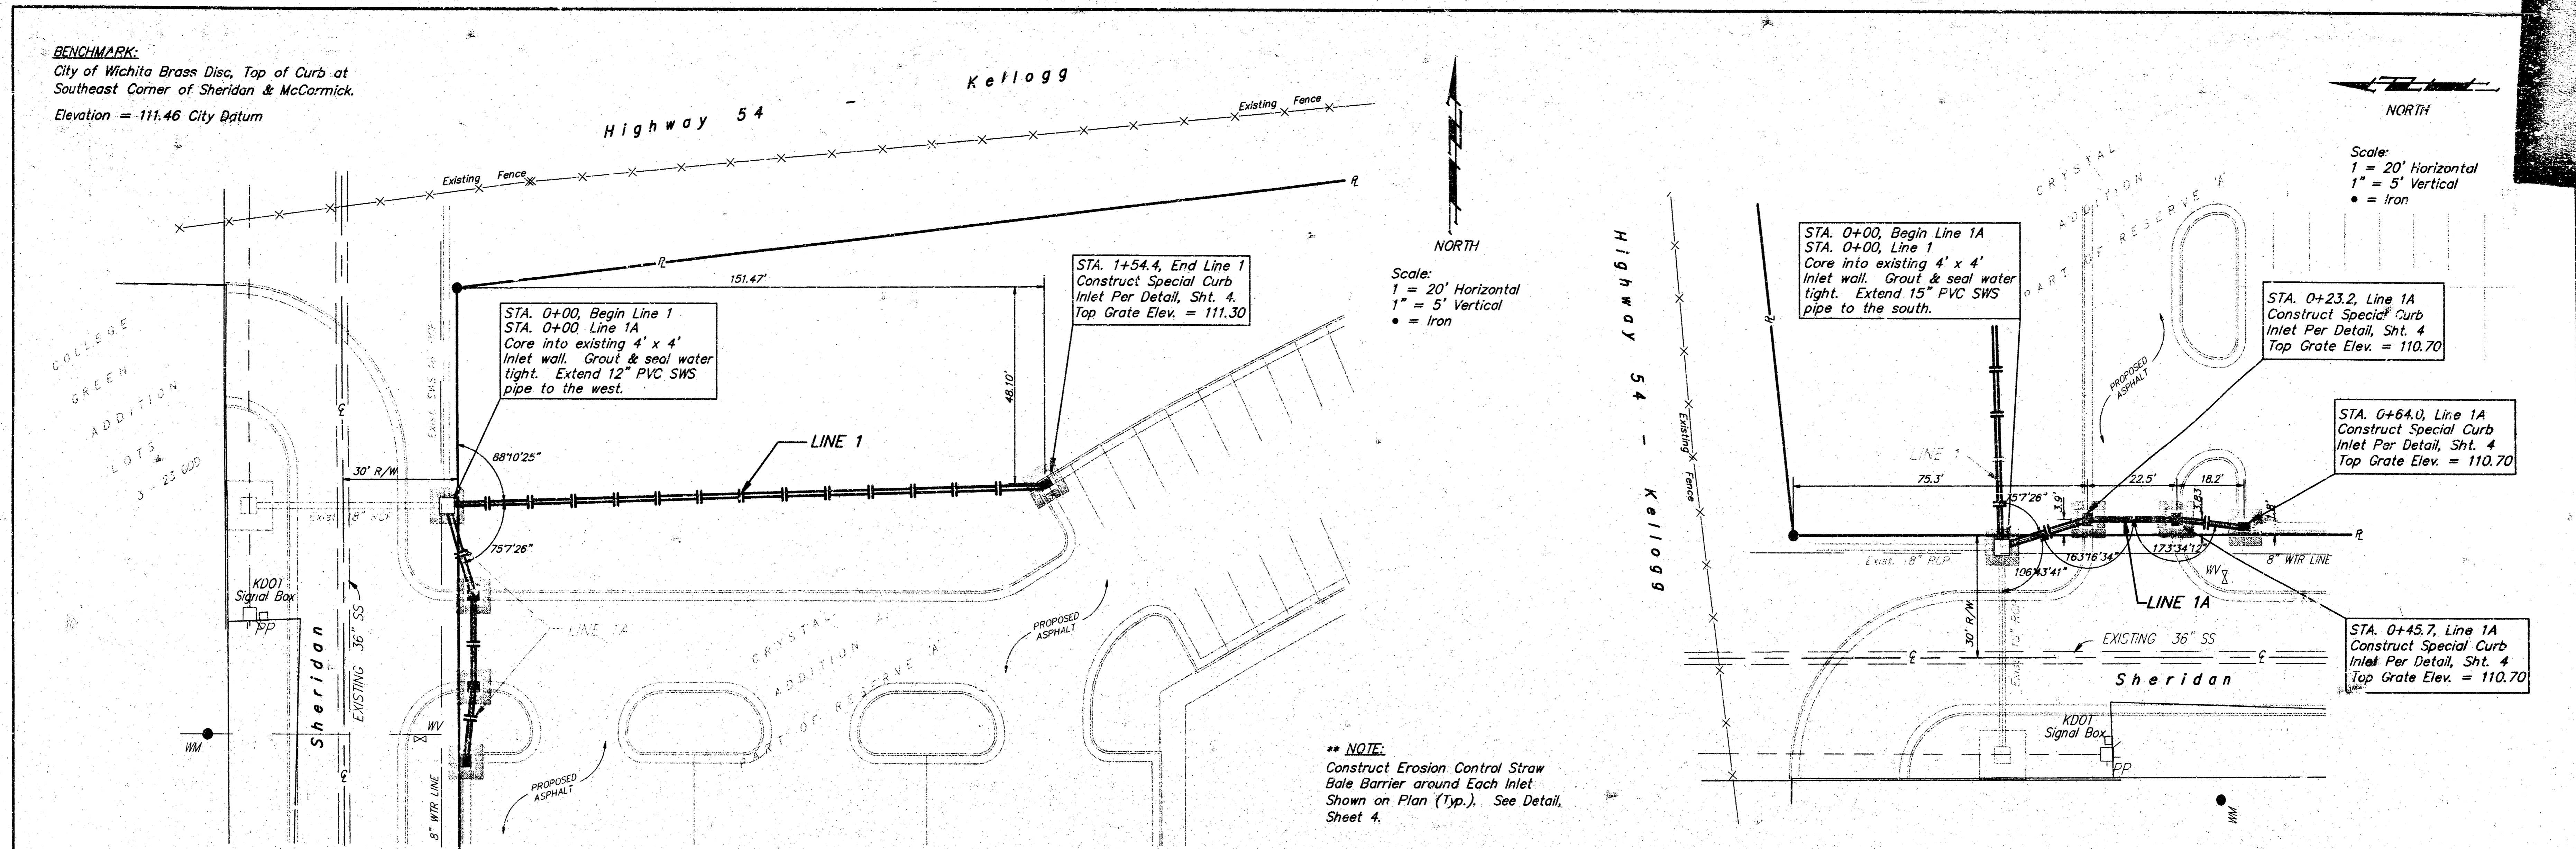 BENCHMARK:
City of Wichita Brass Disc, Top of Curb at
Southeast Corner of Sheridan & McCormick.
Elevation = 111.46 City Datum
Highway 54 - Kellogg
Existing Fence
Existing Fence
NORTH
Scale:
1 = 20' Horizontal
1" = 5' Vertical
• = Iron
℄
151.47'
48.10'
STA. 0+00, Begin Line 1
STA. 0+00 Line 1A
Core into existing 4' x 4'
Inlet wall. Grout & seal water
tight. Extend 12" PVC SWS
pipe to the west.
STA. 1+54.4, End Line 1
Construct Special Curb
Inlet Per Detail, Sht. 4.
Top Grate Elev. = 111.30
COLLEGE
GREEN
ADDITION
LOTS
30' R/W
88°10'25"
75°7'26"
LINE 1
KDOT
Signal Box
PP
Sheridan
EXISTING 36" SS
WM
WV
8" WTR LINE
PROPOSED
ASPHALT
PROPOSED
ASPHALT
CRYSTAL
ADDITION
PART OF RESERVE 'A'
** NOTE:
Construct Erosion Control Straw
Bale Barrier around Each Inlet
Shown on Plan (Typ.). See Detail,
Sheet 4.
NORTH
Scale:
1 = 20' Horizontal
1" = 5' Vertical
• = Iron
Highway 54 - Kellogg
Existing Fence
CRYSTAL
ADDITION
PART OF RESERVE 'A'
STA. 0+00, Begin Line 1A
STA. 0+00, Line 1
Core into existing 4' x 4'
Inlet wall. Grout & seal water
tight. Extend 15" PVC SWS
pipe to the south.
STA. 0+23.2, Line 1A
Construct Special Curb
Inlet Per Detail, Sht. 4
Top Grate Elev. = 110.70
STA. 0+64.0, Line 1A
Construct Special Curb
Inlet Per Detail, Sht. 4
Top Grate Elev. = 110.70
STA. 0+45.7, Line 1A
Construct Special Curb
Inlet Per Detail, Sht. 4
Top Grate Elev. = 110.70
PROPOSED
ASPHALT
LINE 1
75.3'
22.5'
18.2'
75°7'26"
3.9'
3.83'
163°16'34"
173°34'12"
106°43'41"
8" WTR LINE
WV
LINE 1A
30' R/W
EXISTING 36" SS
Sheridan
KDOT
Signal Box
PP
WM